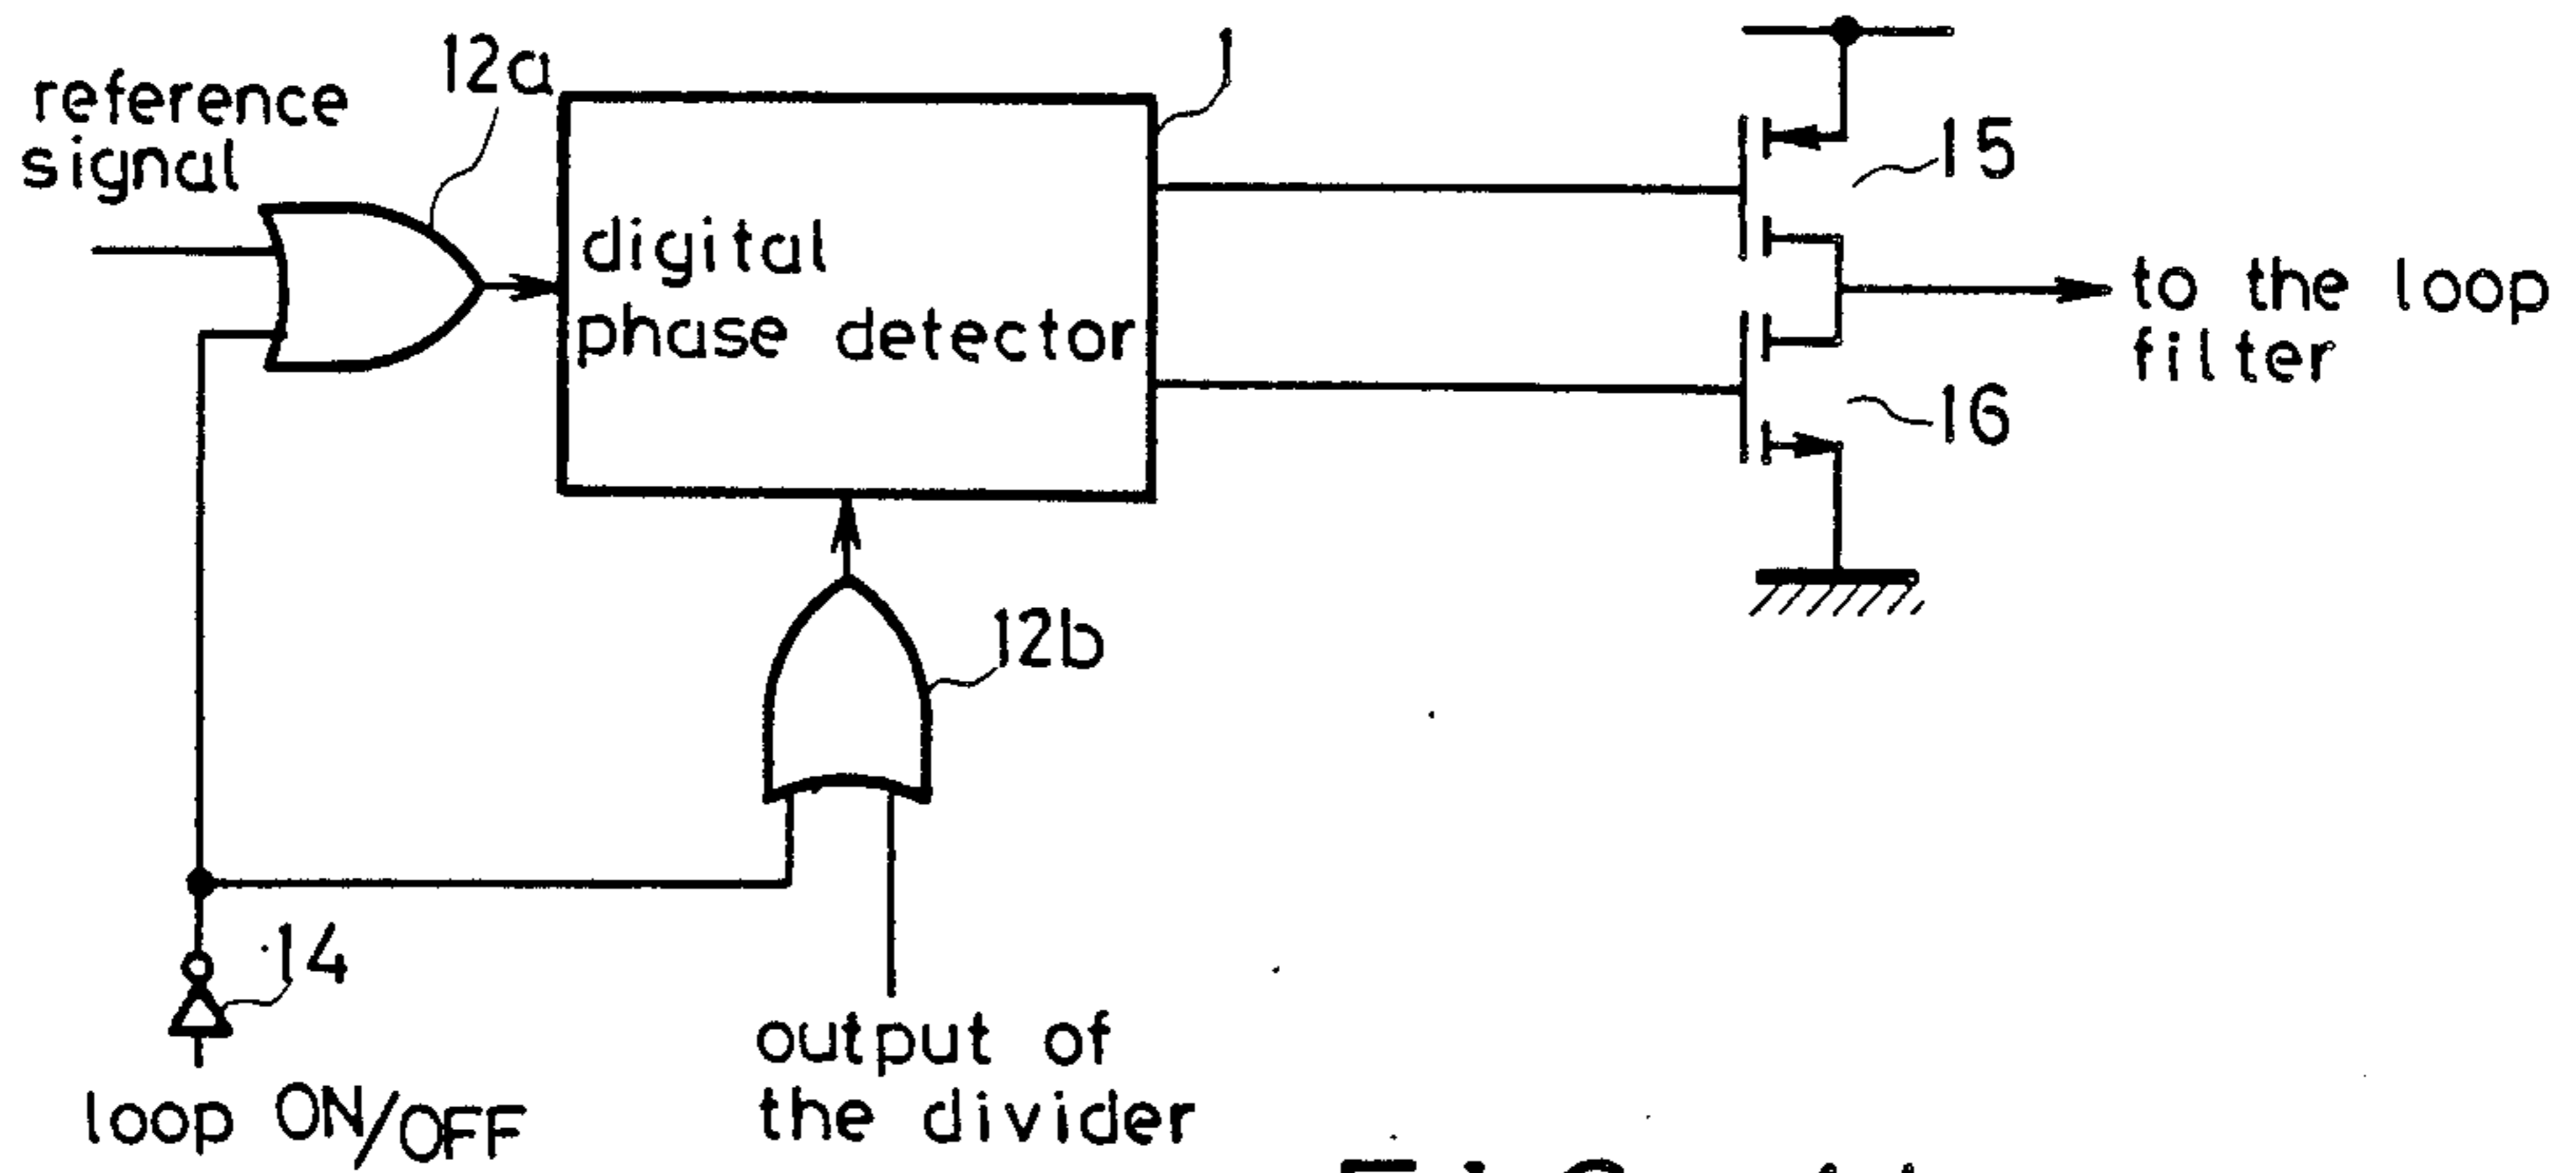 reference
signal
12a
1
digital
phase detector
15
to the loop
filter
16
12b
14
output of
the divider
loop ON/OFF